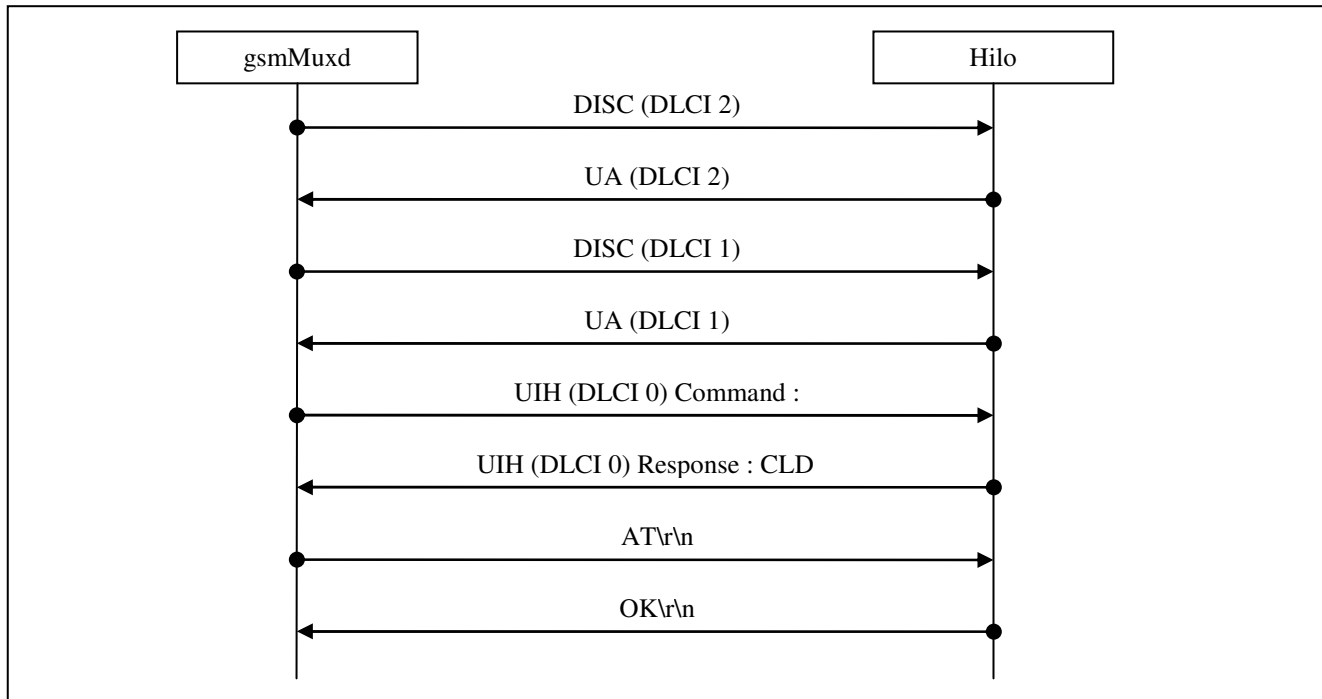 gsmMuxd
Hilo
DISC (DLCI 2)
UA (DLCI 2)
DISC (DLCI 1)
UA (DLCI 1)
UIH (DLCI 0) Command :
UIH (DLCI 0) Response : CLD
AT\r\n
OK\r\n